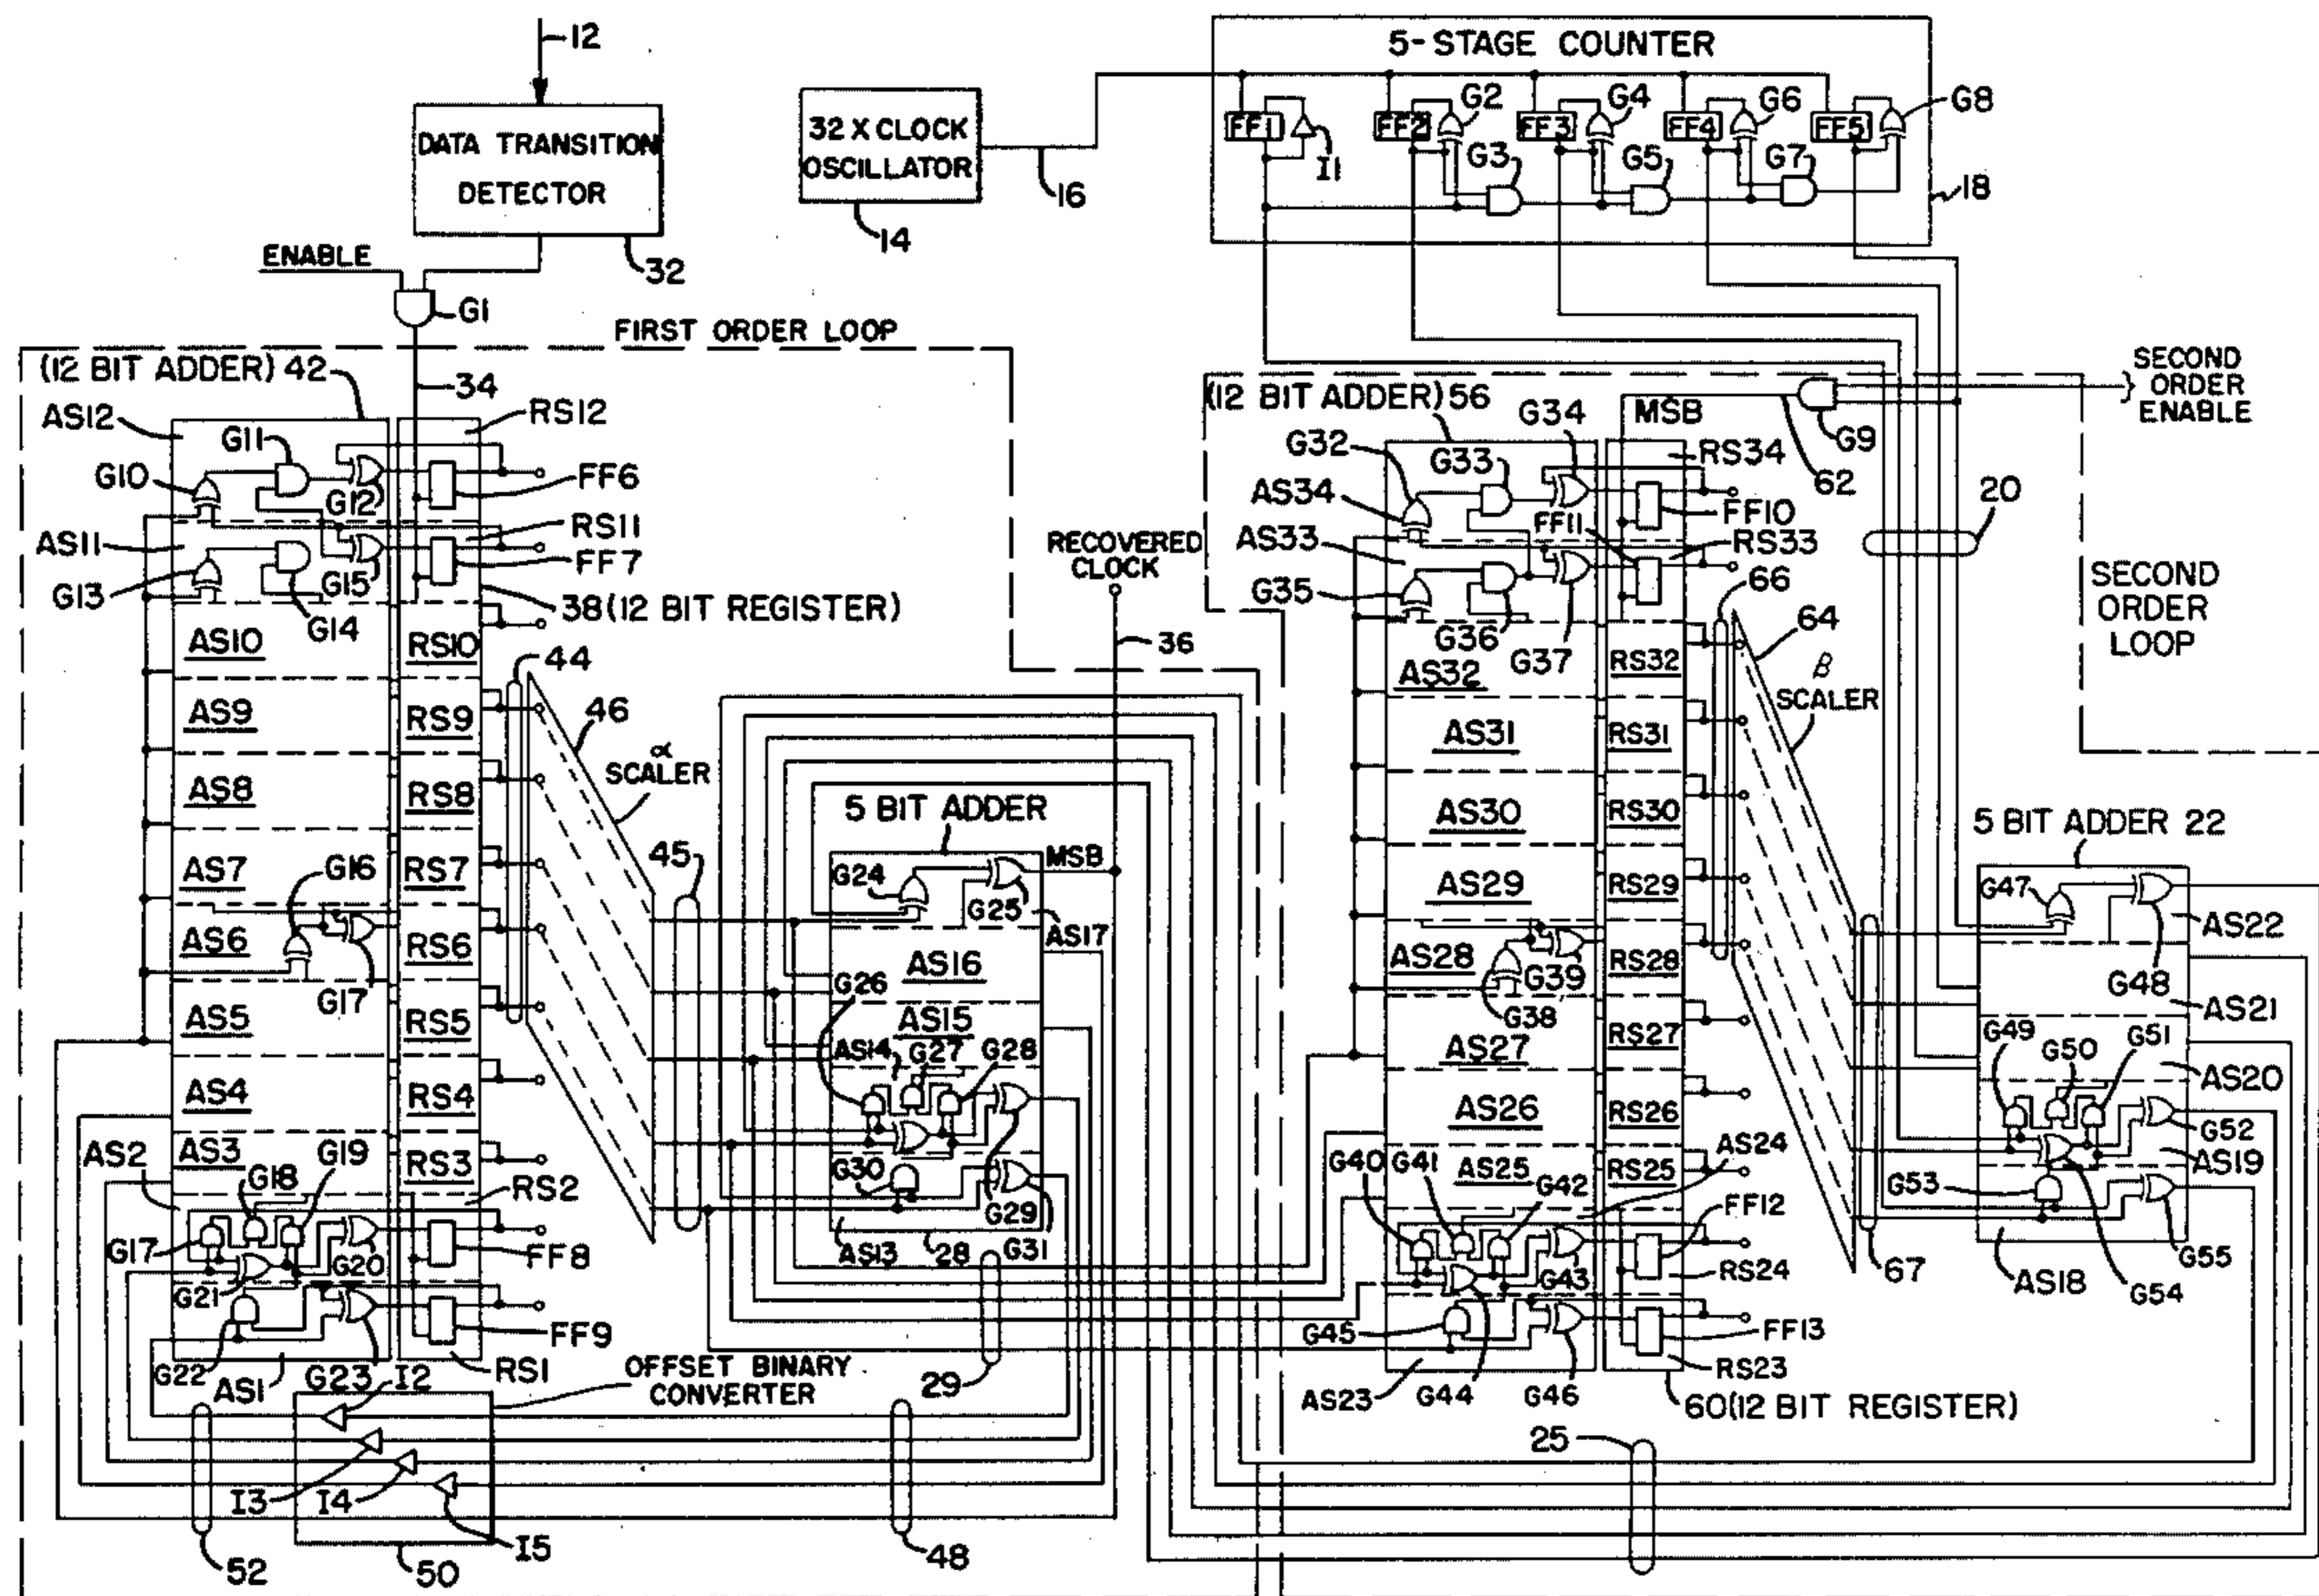 12
5-STAGE COUNTER
DATA TRANSITION
DETECTOR
32 X CLOCK
OSCILLATOR
FF1
I1
FF2
G2
G3
FF3
G4
G5
FF4
G6
G7
FF5
G8
16
14
18
ENABLE
32
G1
FIRST ORDER LOOP
34
(12 BIT ADDER) 42
AS12
G11
G10
G12
RS12
FF6
AS11
RS11
G15
FF7
G13
G14
38 (12 BIT REGISTER)
AS10
RS10
AS9
RS9
AS8
RS8
AS7
RS7
G16
AS6
RS6
G17
AS5
RS5
AS4
RS4
AS3
RS3
AS2
G18
G19
RS2
G17
G20
FF8
G21
FF9
G22
AS1
G23
I2
RS1
OFFSET BINARY
CONVERTER
I3
I4
I5
52
50
48
44
46
α
SCALER
45
5 BIT ADDER
G24
MSB
G25
AS17
AS16
G26
AS15
AS14
G27
G28
G30
G29
AS13
28
G31
29
RECOVERED
CLOCK
36
(12 BIT ADDER) 56
MSB
G9
SECOND
ORDER
ENABLE
62
20
G32
G33
G34
RS34
AS34
FF10
FF11
AS33
RS33
G35
G36
G37
66
64
β
SCALER
SECOND
ORDER
LOOP
AS32
RS32
AS31
RS31
AS30
RS30
AS29
RS29
AS28
G39
RS28
G38
AS27
RS27
AS26
RS26
AS24
G40
G41
AS25
RS25
G42
FF12
G43
RS24
G45
FF13
AS23
G44
G46
RS23
60 (12 BIT REGISTER)
25
5 BIT ADDER 22
G47
AS22
G48
AS21
G49
G50
G51
AS20
G52
AS19
G53
G55
67
AS18
G54